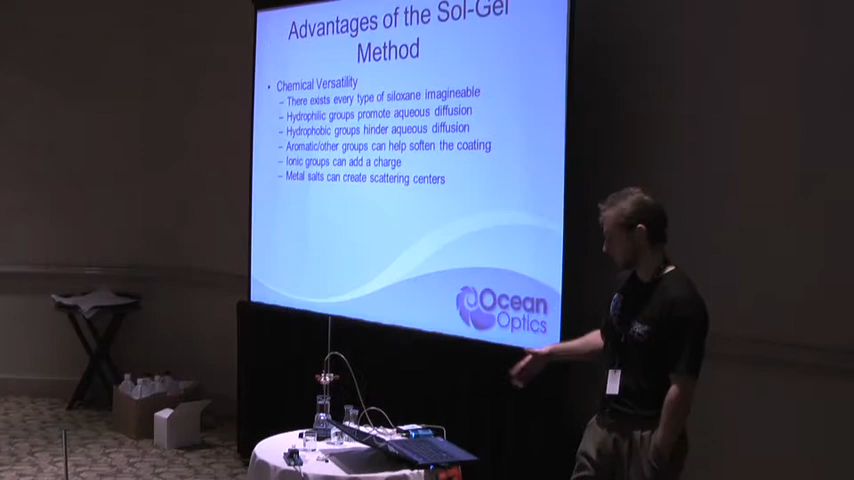 Advantages of the Sol-Gel
Method
• Chemical Versatility
– There exists every type of siloxane imagineable
– Hydrophilic groups promote aqueous diffusion
– Hydrophobic groups hinder aqueous diffusion
– Aromatic/other groups can help soften the coating
– Ionic groups can add a charge
– Metal salts can create scattering centers
Ocean
Optics